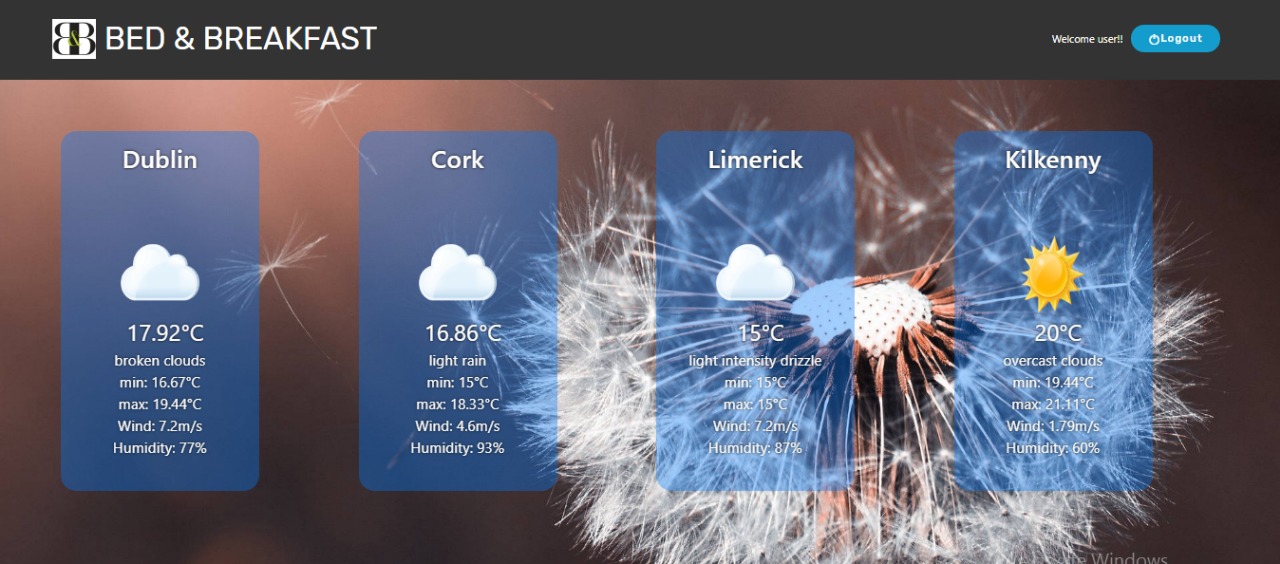 B&B BED & BREAKFAST
Welcome user!! Logout
Dublin
17.92°C
broken clouds
min: 16.67°C
max: 19.44°C
Wind: 7.2m/s
Humidity: 77%
Cork
16.86°C
light rain
min: 15°C
max: 18.33°C
Wind: 4.6m/s
Humidity: 93%
Limerick
15°C
light intensity drizzle
min: 15°C
max: 15°C
Wind: 7.2m/s
Humidity: 87%
Kilkenny
20°C
overcast clouds
min: 19.44°C
max: 21.11°C
Wind: 1.79m/s
Humidity: 60%
Windows